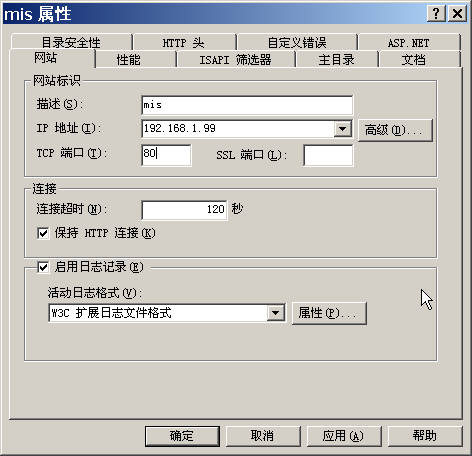 mis 属性
目录安全性 HTTP 头 自定义错误 ASP.NET
网站 性能 ISAPI 筛选器 主目录 文档
网站标识
描述(S): mis
IP 地址(I): 192.168.1.99 高级(D)...
TCP 端口(T): 80 SSL 端口(L):
连接
连接超时(N): 120 秒
保持 HTTP 连接(K)
启用日志记录(E)
活动日志格式(V):
W3C 扩展日志文件格式 属性(P)...
确定 取消 应用(A) 帮助